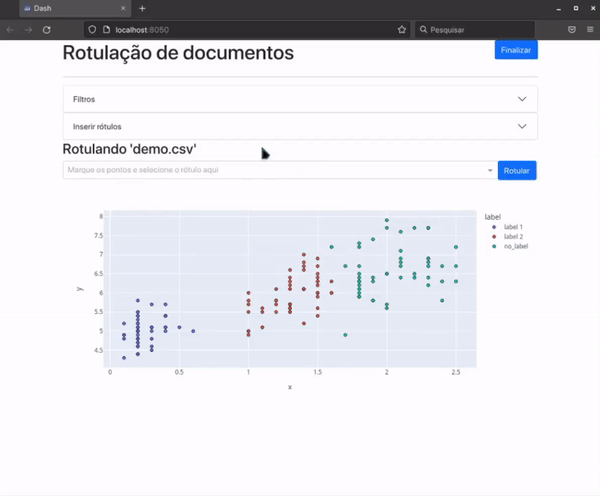 Dash
localhost:8050
Pesquisar
Rotulação de documentos
Finalizar
Filtros
Inserir rótulos
Rotulando 'demo.csv'
Marque os pontos e selecione o rótulo aqui
Rotular
label
label 1
label 2
no_label
8
7.5
7
6.5
6
5.5
5
4.5
y
0
0.5
1
1.5
2
2.5
x